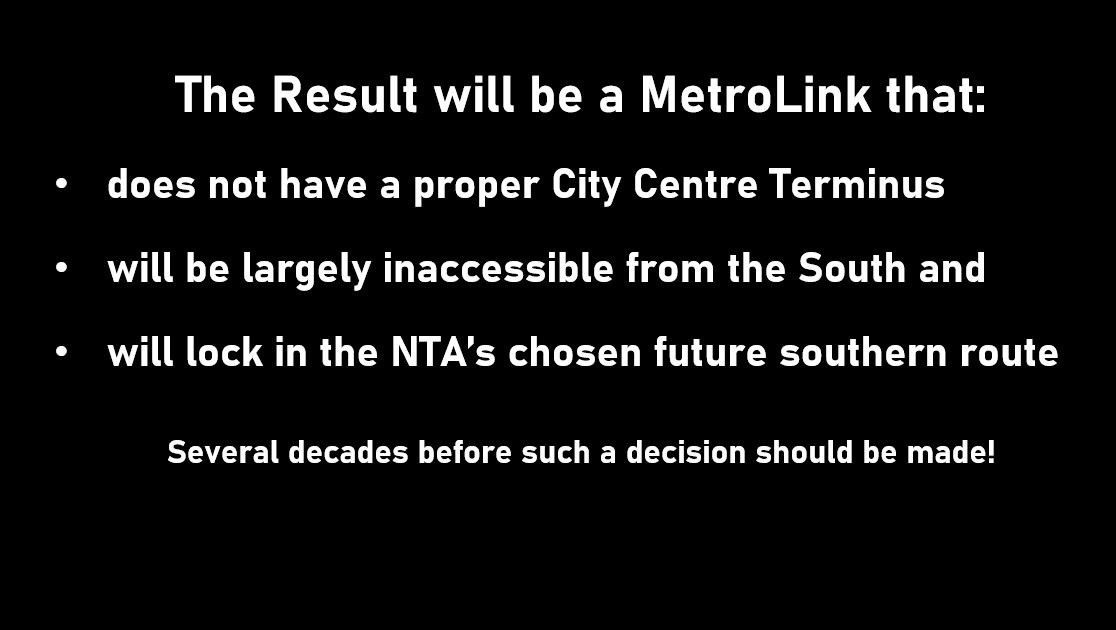 The Result will be a MetroLink that:
• does not have a proper City Centre Terminus
• will be largely inaccessible from the South and
• will lock in the NTA’s chosen future southern route
Several decades before such a decision should be made!